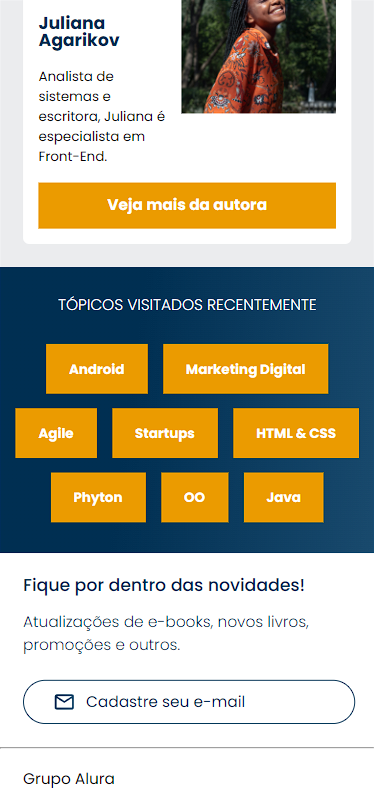 Juliana
Agarikov
Analista de
sistemas e
escritora, Juliana é
especialista em
Front-End.
Veja mais da autora
TÓPICOS VISITADOS RECENTEMENTE
Android
Marketing Digital
Agile
Startups
HTML & CSS
Phyton
OO
Java
Fique por dentro das novidades!
Atualizações de e-books, novos livros,
promoções e outros.
Cadastre seu e-mail
Grupo Alura